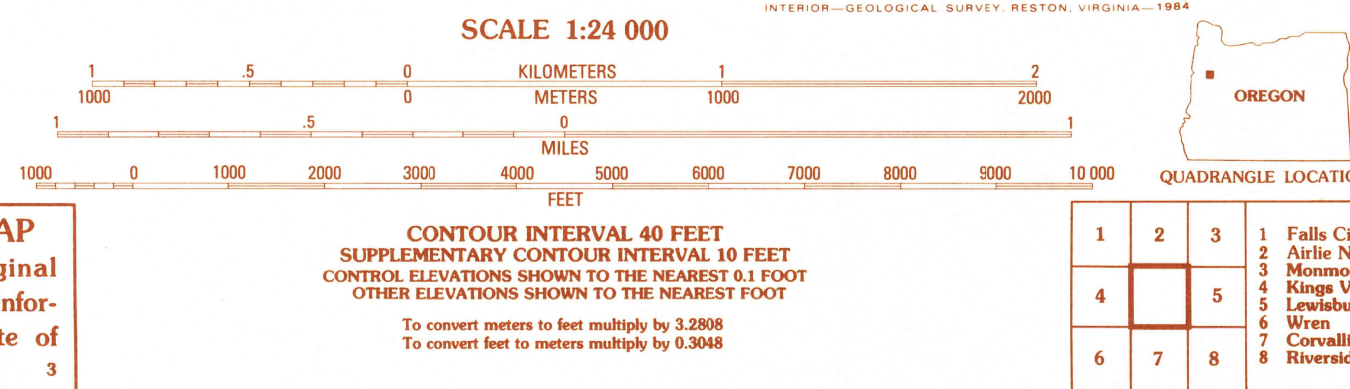 INTERIOR—GEOLOGICAL SURVEY, RESTON, VIRGINIA—1984
SCALE 1:24 000
1 .5 0 KILOMETERS 1 2
1000 0 METERS 1000 2000
1 .5 0 1
MILES
1000 0 1000 2000 3000 4000 5000 6000 7000 8000 9000 10 000
FEET
OREGON
QUADRANGLE LOCATIO
AP
ginal
nfor-
te of
3
CONTOUR INTERVAL 40 FEET
SUPPLEMENTARY CONTOUR INTERVAL 10 FEET
CONTROL ELEVATIONS SHOWN TO THE NEAREST 0.1 FOOT
OTHER ELEVATIONS SHOWN TO THE NEAREST FOOT
To convert meters to feet multiply by 3.2808
To convert feet to meters multiply by 0.3048
1 2 3
4 5
6 7 8
1 Falls Ci
2 Airlie N
3 Monmo
4 Kings V
5 Lewisbu
6 Wren
7 Corvalli
8 Riversid